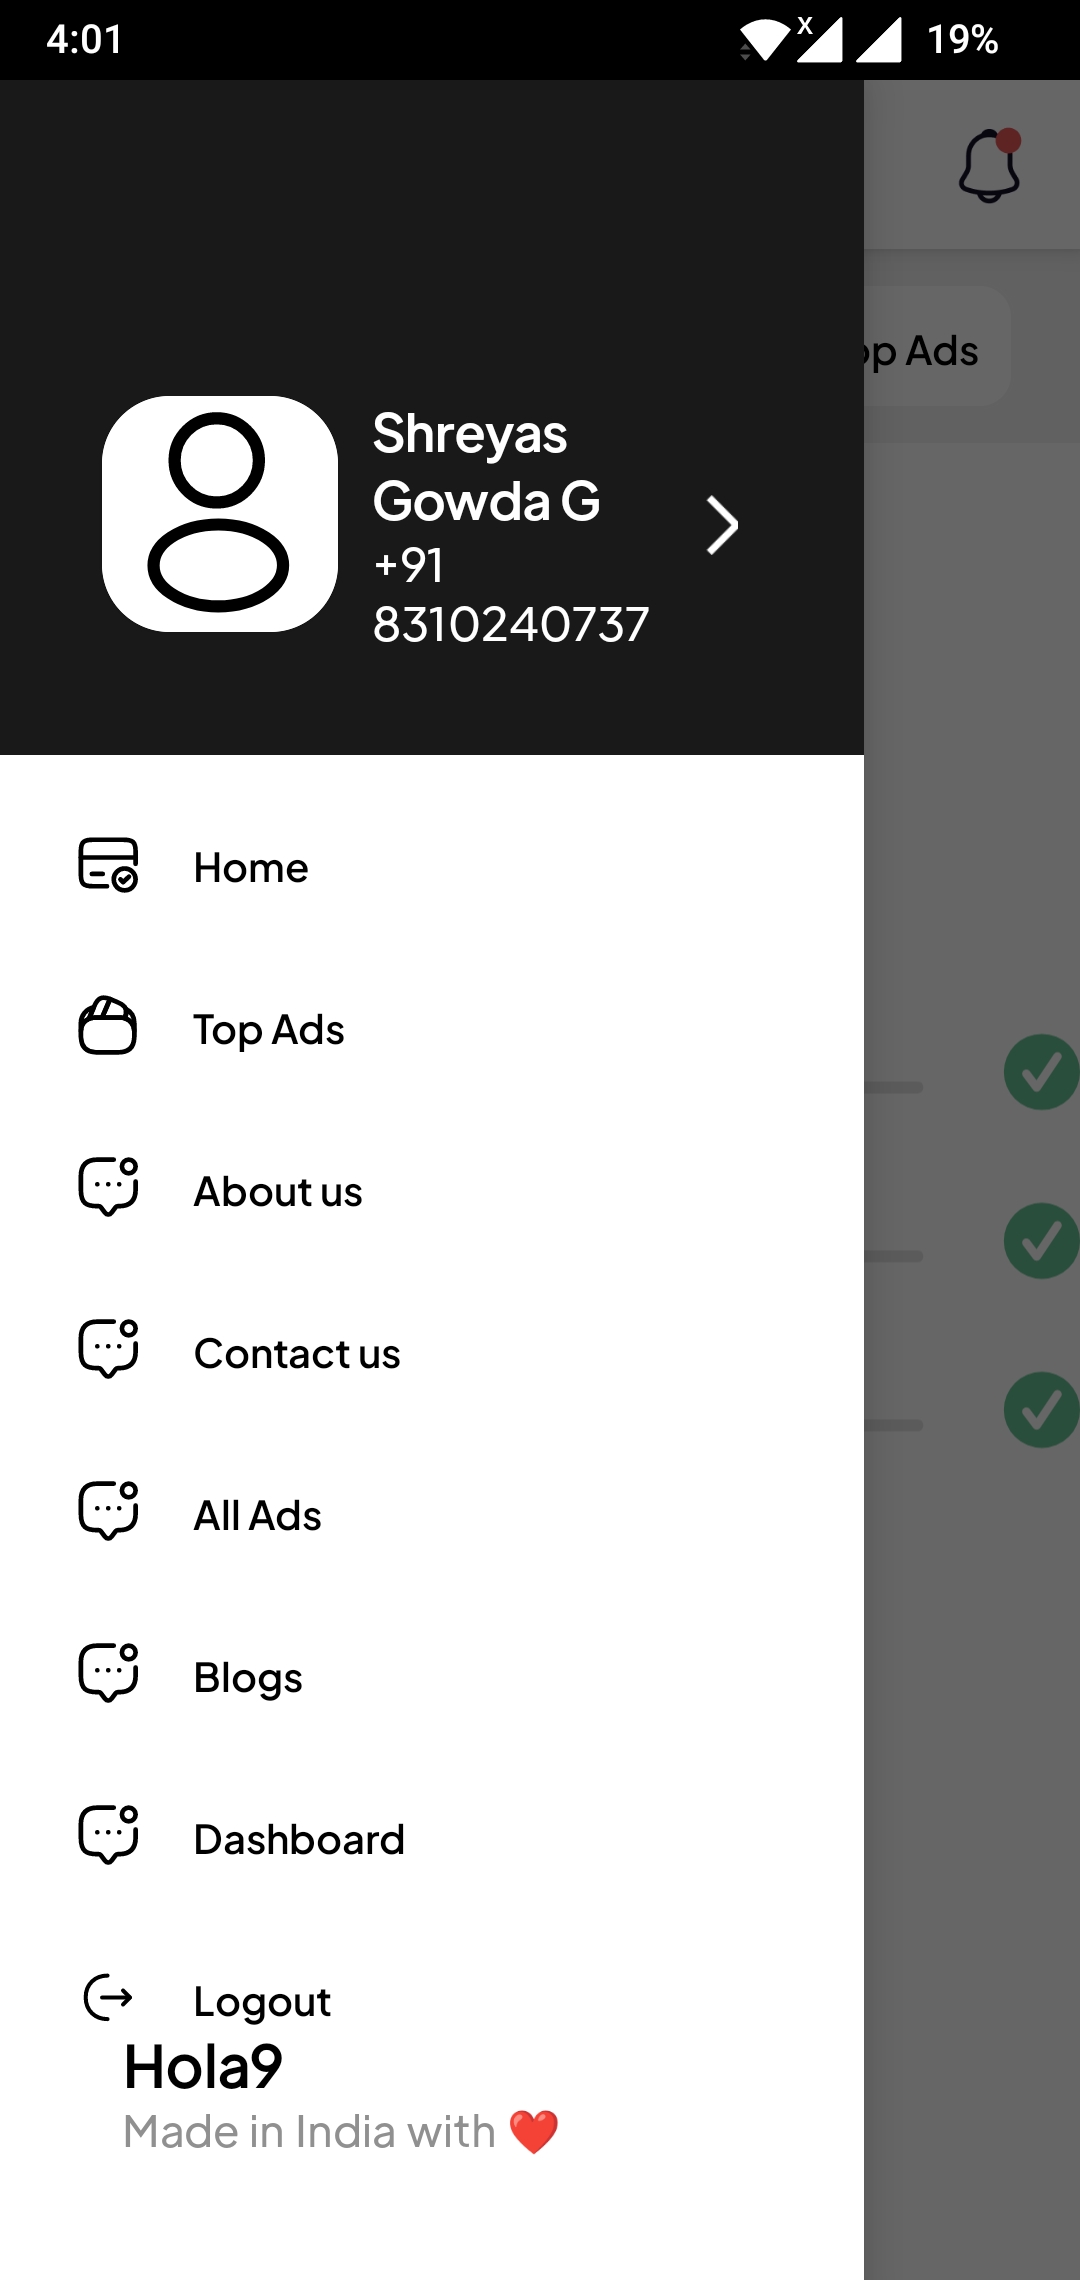 4:01
X
19%
op Ads
Shreyas
Gowda G
+91
8310240737
Home
Top Ads
About us
Contact us
All Ads
Blogs
Dashboard
Logout
Hola9
Made in India with ❤️